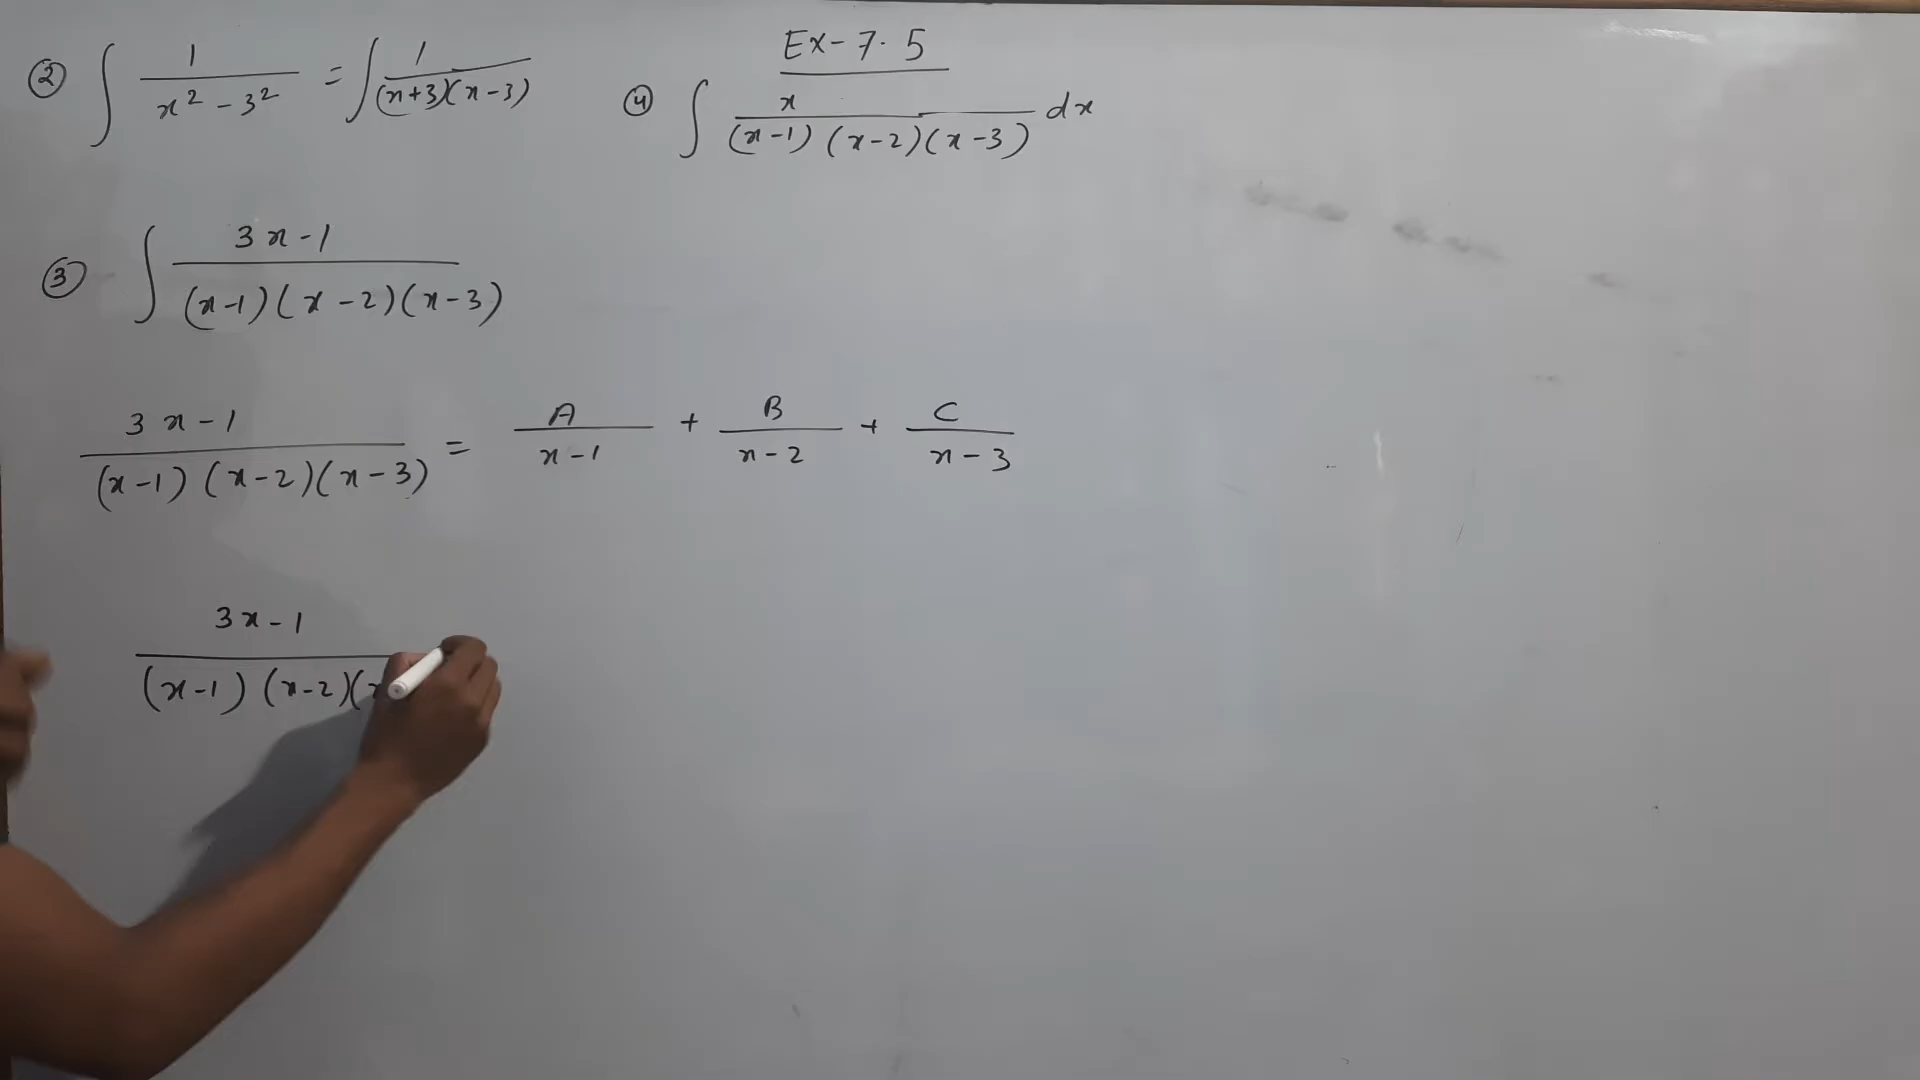 Ex-7.5
② ∫ 1/(x² - 3²) = ∫ 1/((x+3)(x-3))
④ ∫ x/((x-1)(x-2)(x-3)) dx
③ ∫ (3x-1)/((x-1)(x-2)(x-3))
(3x-1)/((x-1)(x-2)(x-3)) = A/(x-1) + B/(x-2) + C/(x-3)
(3x-1)/((x-1)(x-2)(x